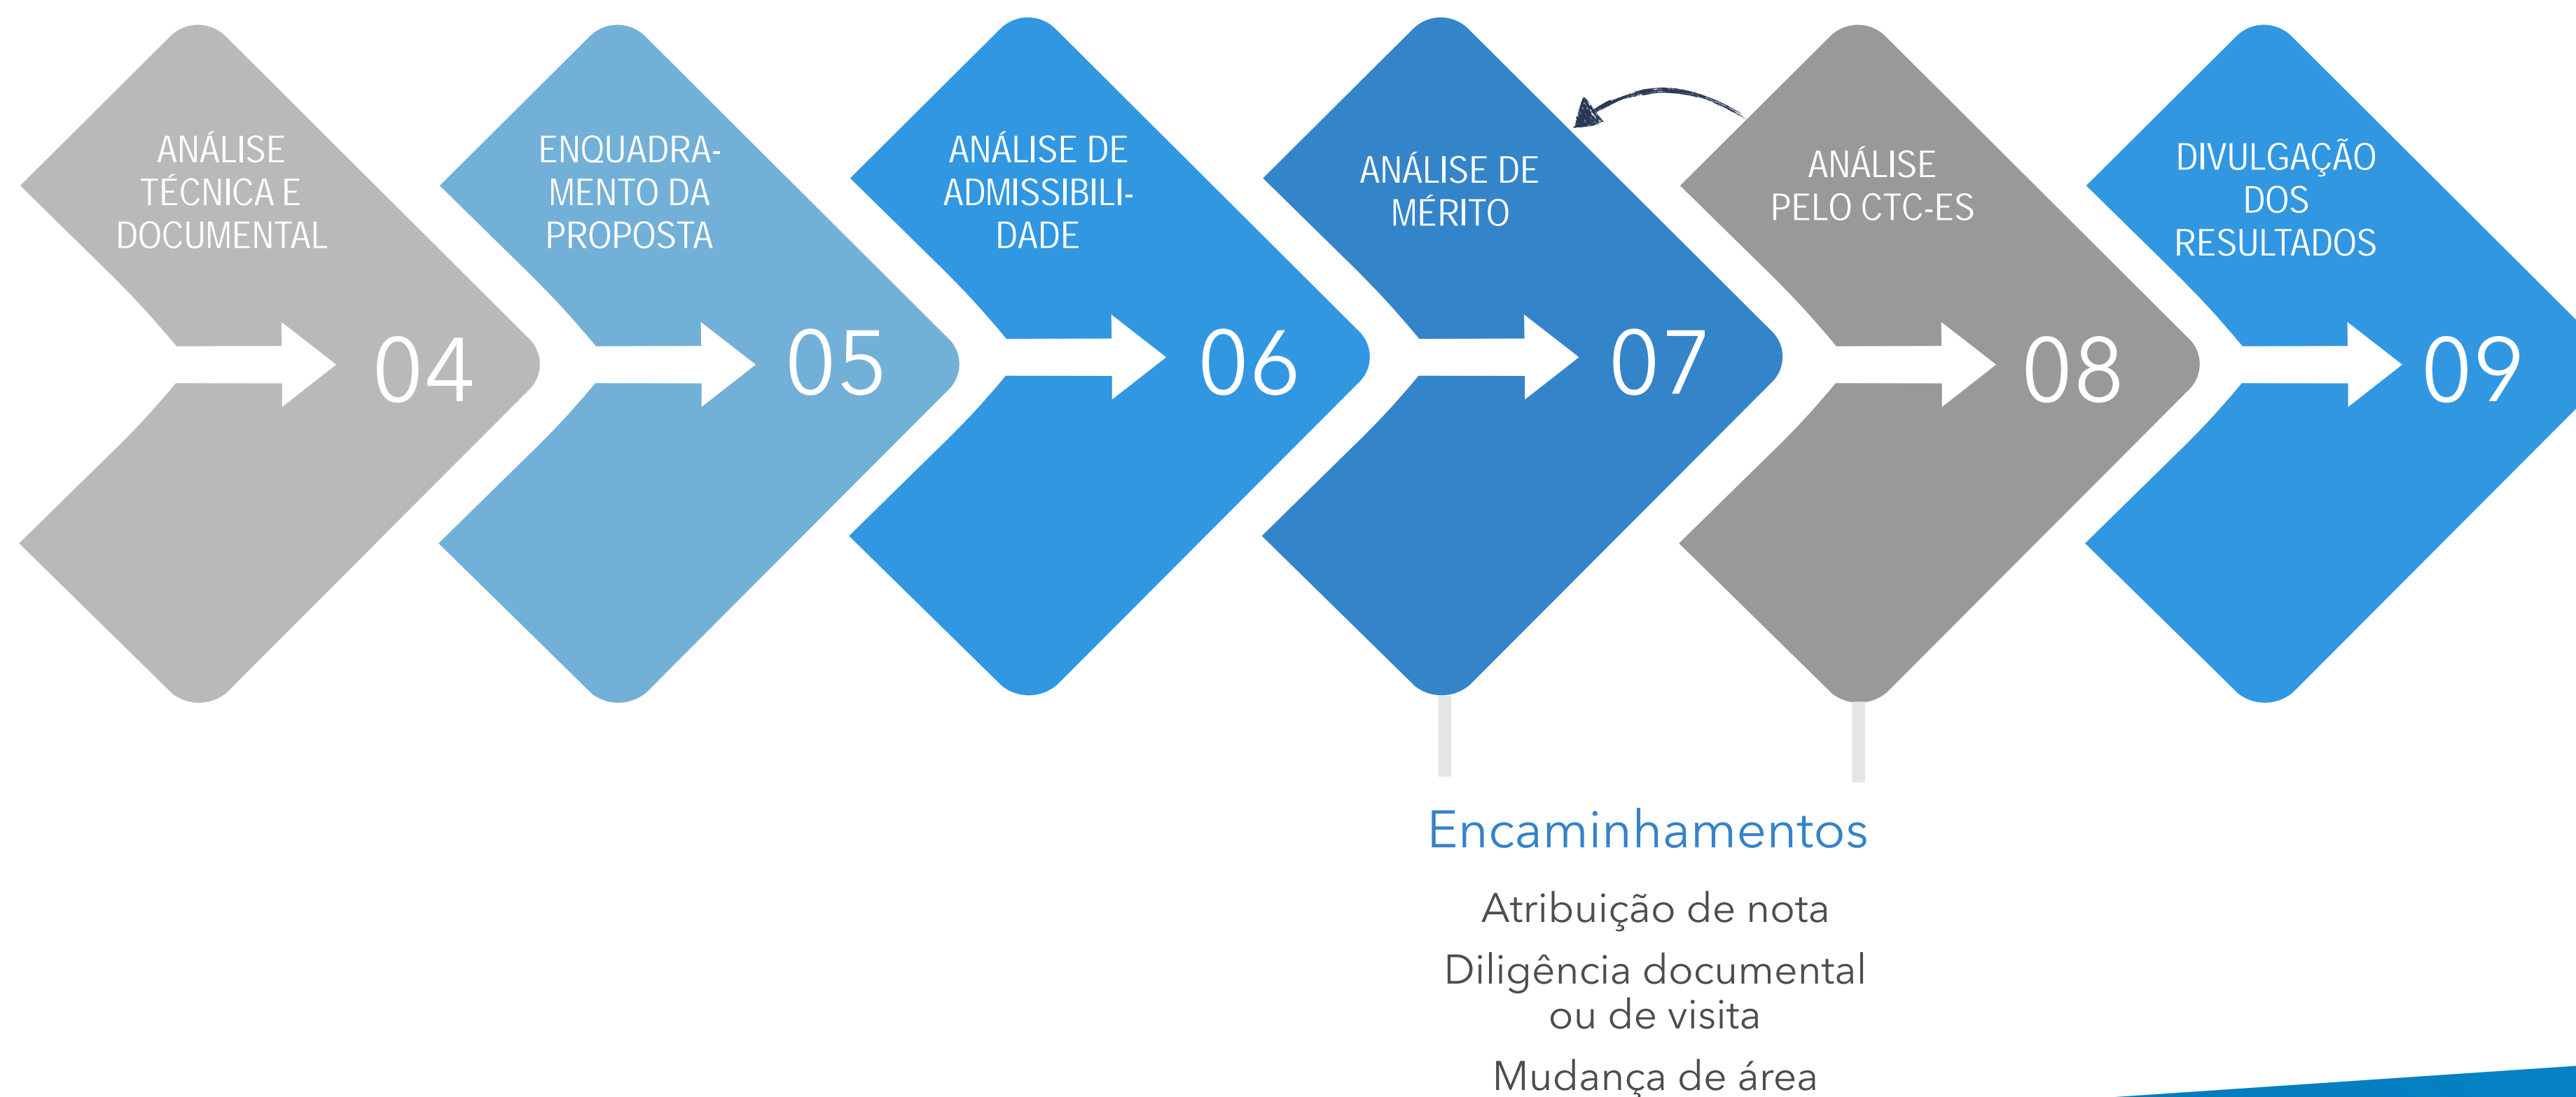 ANÁLISE
TÉCNICA E
DOCUMENTAL
04
ENQUADRA-
MENTO DA
PROPOSTA
05
ANÁLISE DE
ADMISSIBILI-
DADE
06
ANÁLISE DE
MÉRITO
07
ANÁLISE
PELO CTC-ES
08
DIVULGAÇÃO
DOS
RESULTADOS
09
Encaminhamentos
Atribuição de nota
Diligência documental
ou de visita
Mudança de área